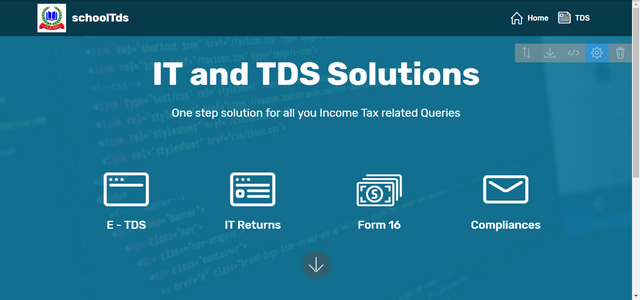 schoolTds
Home
TDS
IT and TDS Solutions
One step solution for all you Income Tax related Queries
E - TDS
IT Returns
Form 16
Compliances